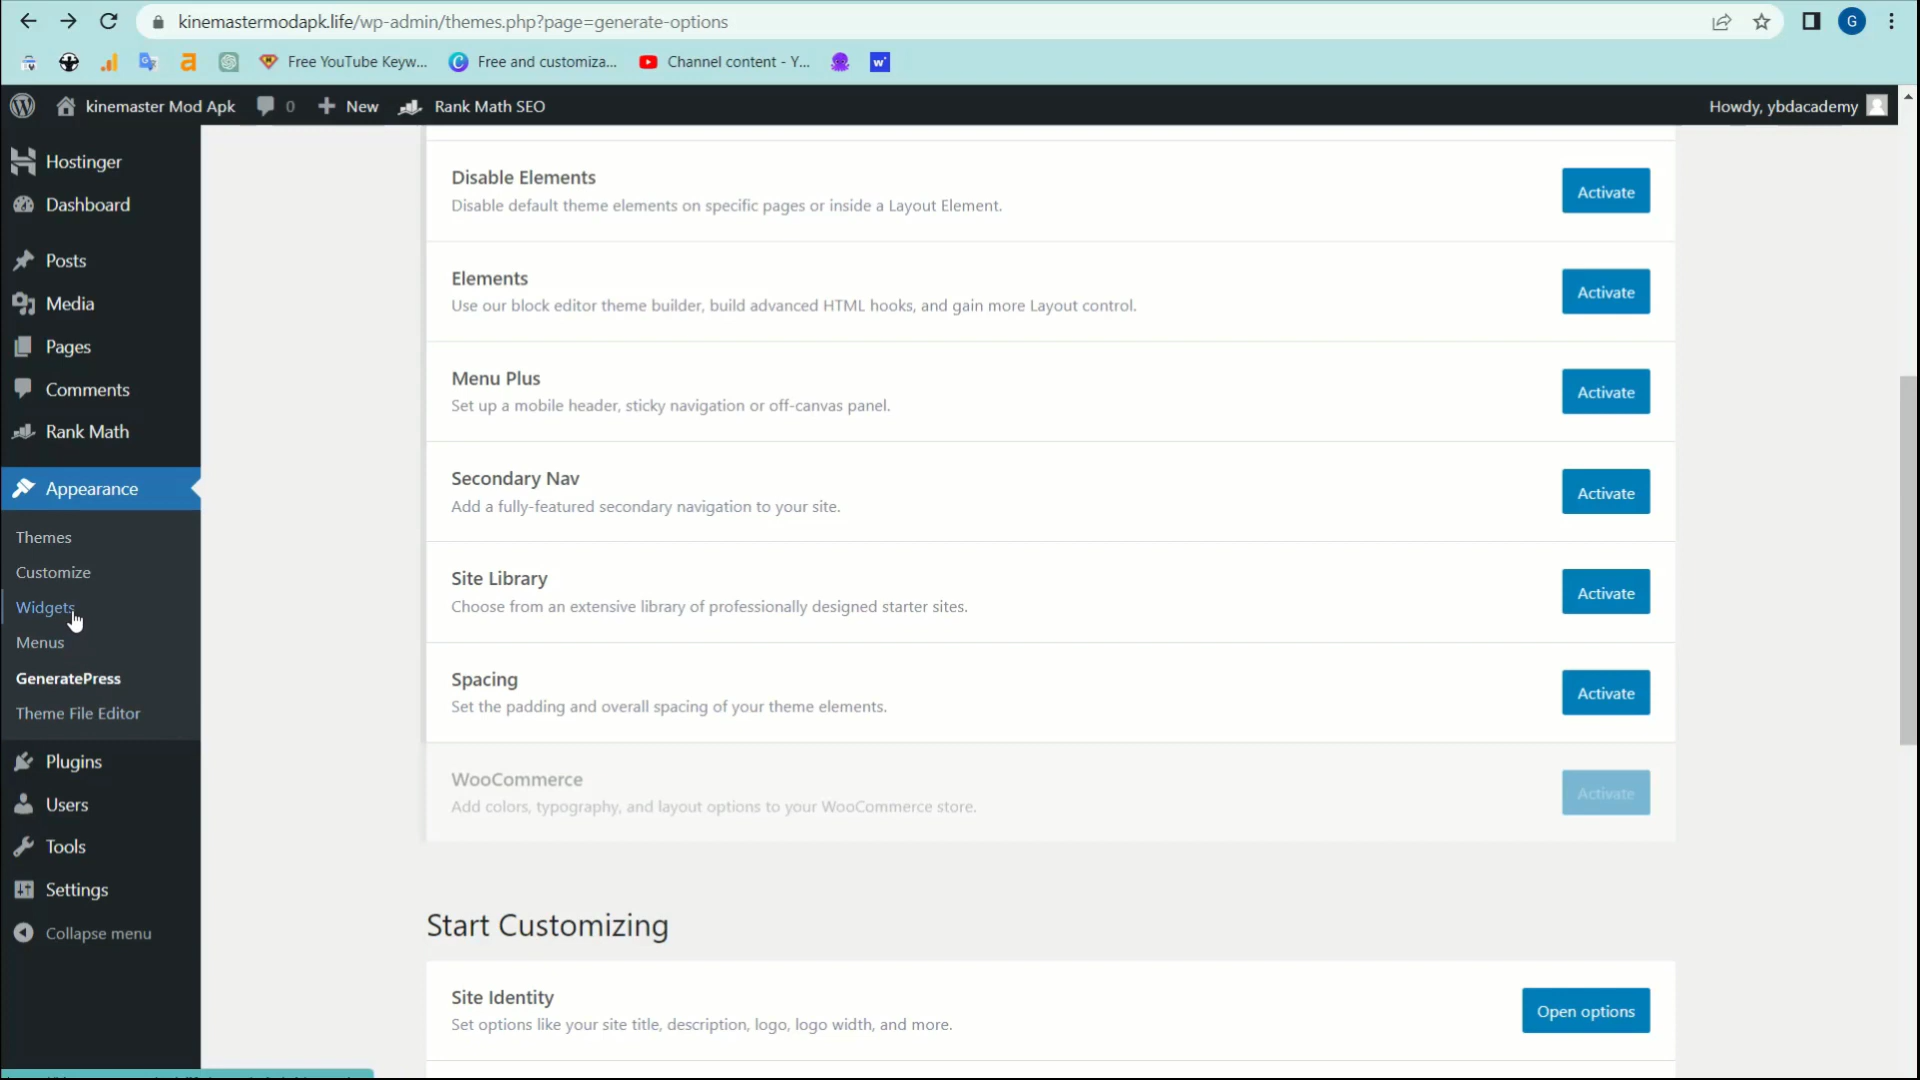 kinemastermodapk.life/wp-admin/themes.php?page=generate-options
G
Free YouTube Keyw...
Free and customiza...
Channel content - Y...
kinemaster Mod Apk
0
New
Rank Math SEO
Howdy, ybdacademy
Hostinger
Dashboard
Posts
Media
Pages
Comments
Rank Math
Appearance
Themes
Customize
Widgets
Menus
GeneratePress
Theme File Editor
Plugins
Users
Tools
Settings
Collapse menu
Disable Elements
Disable default theme elements on specific pages or inside a Layout Element.
Activate
Elements
Use our block editor theme builder, build advanced HTML hooks, and gain more Layout control.
Activate
Menu Plus
Set up a mobile header, sticky navigation or off-canvas panel.
Activate
Secondary Nav
Add a fully-featured secondary navigation to your site.
Activate
Site Library
Choose from an extensive library of professionally designed starter sites.
Activate
Spacing
Set the padding and overall spacing of your theme elements.
Activate
WooCommerce
Add colors, typography, and layout options to your WooCommerce store.
Activate
Start Customizing
Site Identity
Set options like your site title, description, logo, logo width, and more.
Open options